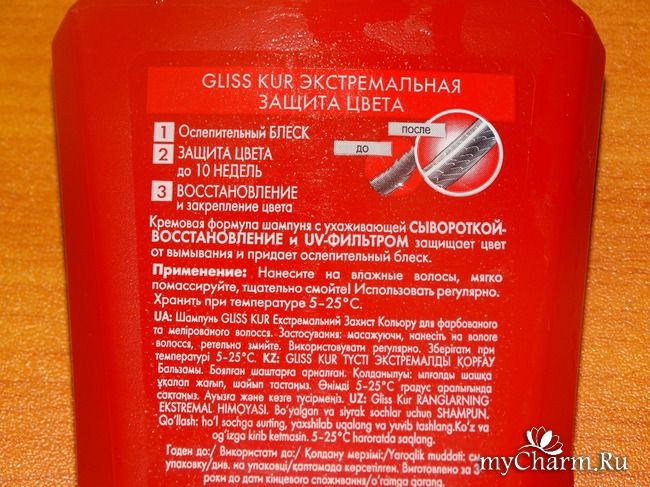 GLISS KUR ЭКСТРЕМАЛЬНАЯ
ЗАЩИТА ЦВЕТА
1 Ослепительный БЛЕСК
2 ЗАЩИТА ЦВЕТА
до 10 НЕДЕЛЬ
3 ВОССТАНОВЛЕНИЕ
и закрепление цвета
до
после
Кремовая формула шампуня с ухаживающей СЫВОРОТКОЙ-
ВОССТАНОВЛЕНИЕ и UV-ФИЛЬТРОМ защищает цвет
от вымывания и придает ослепительный блеск.
Применение: Нанесите на влажные волосы, мягко
помассируйте, тщательно смойте! Использовать регулярно.
Хранить при температуре 5-25°С.
UA: Шампунь GLISS KUR Екстремальний Захист Кольору для фарбованого
та мелірованого волосся. Застосування: масажуючи, нанесіть на вологе
волосся, ретельно змийте. Використовувати регулярно. Зберігати при
температурі 5-25°С. KZ: GLISS KUR ТҮСТІ ЭКСТРЕМАЛДЫ ҚОРҒАУ
Бальзамы. Боялған шаштарға арналған. Қолданылуы: ылғалды шашқа
ұқалап жағып, шайып тастаңыз. Өнімді 5-25°С градус аралығында
сақтаңыз. Ауызға және көзге түсірмеңіз. UZ: Gliss Kur RANGLARNING
EKSTREMAL HIMOYASI. Bo'yalgan va siyrak sochlar uchun SHAMPUN.
Qo'llash: ho'l sochga surting, yaxshilab uqalang va yuvib tashlang.Ko'z va
og'izga kirib ketmasin. 5-25°C haroratda saqlang.
Годен до:/ Використати до:/ Қолдану мерзімі:/Yaroqlik muddati: см.
упаковку/див. на упаковці/қаптамада көрсетілген. Виготовлено за 3
роки до дати кінцевого споживання/o'ramga qarang.
myCharm.Ru